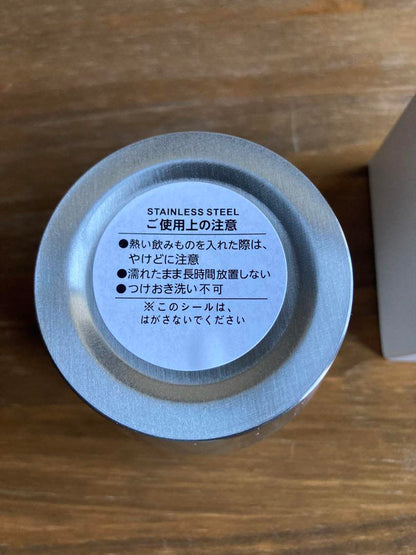 STAINLESS STEEL
ご使用上の注意
●熱い飲みものを入れた際は、
やけどに注意
●濡れたまま長時間放置しない
●つけおき洗い不可
※このシールは、
はがさないでください